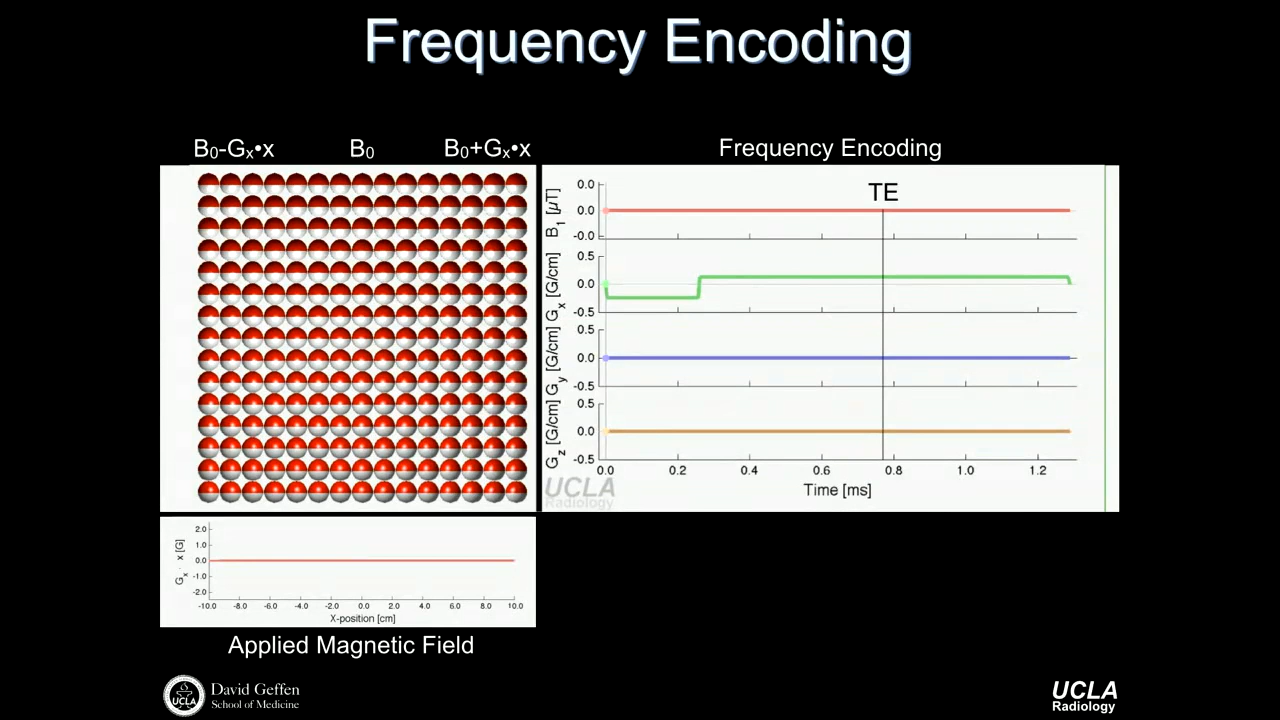 Frequency Encoding
B0-Gx•x B0 B0+Gx•x
Frequency Encoding
TE
B1 [µT]
0.0
0.0
-0.0
Gx [G/cm]
0.5
0.0
-0.5
Gy [G/cm]
0.5
0.0
-0.5
Gz [G/cm]
0.5
0.0
-0.5
0.0 0.2 0.4 0.6 0.8 1.0 1.2
Time [ms]
UCLA
Radiology
Gx · x [G]
2.0
1.0
0.0
-1.0
-2.0
-10.0 -8.0 -6.0 -4.0 -2.0 0.0 2.0 4.0 6.0 8.0 10.0
X-position [cm]
Applied Magnetic Field
UCLA
David Geffen
School of Medicine
UCLA
Radiology